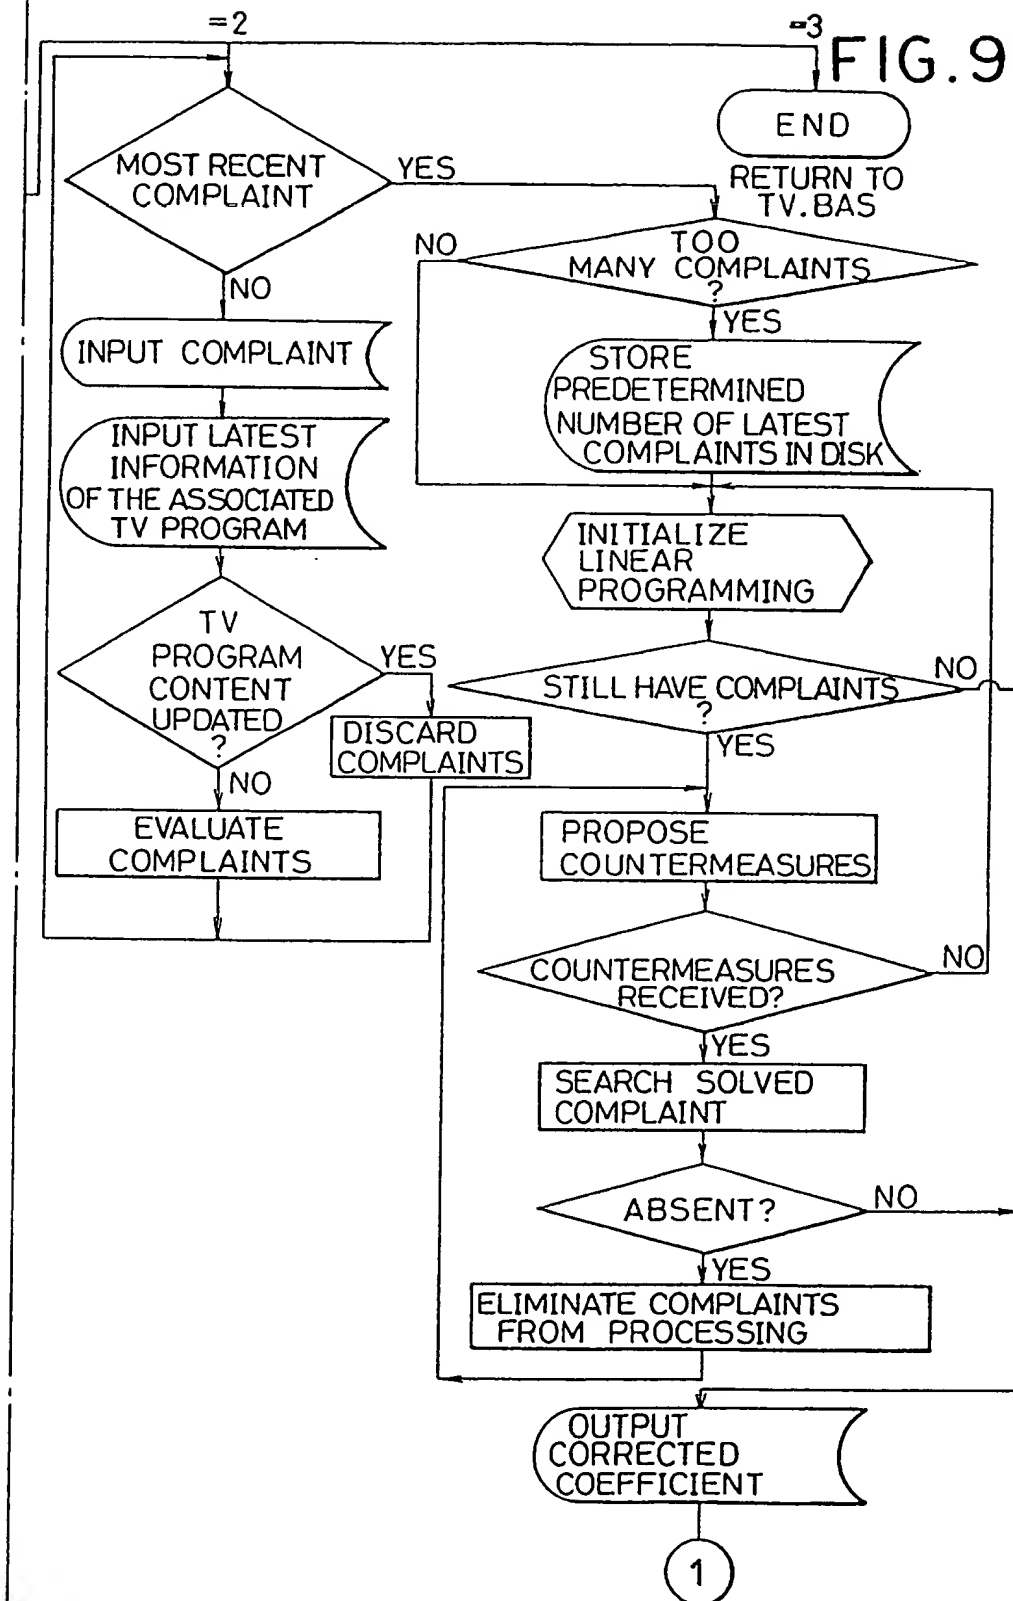 =2
=3
FIG. 9
END
RETURN TO
TV.BAS
MOST RECENT
COMPLAINT
YES
NO
INPUT COMPLAINT
INPUT LATEST
INFORMATION
OF THE ASSOCIATED
TV PROGRAM
TV
PROGRAM
CONTENT
UPDATED
?
YES
DISCARD
COMPLAINTS
NO
EVALUATE
COMPLAINTS
TOO
MANY COMPLAINTS
?
NO
YES
STORE
PREDETERMINED
NUMBER OF LATEST
COMPLAINTS IN DISK
INITIALIZE
LINEAR
PROGRAMMING
STILL HAVE COMPLAINTS
?
NO
YES
PROPOSE
COUNTERMEASURES
COUNTERMEASURES
RECEIVED?
NO
YES
SEARCH SOLVED
COMPLAINT
ABSENT?
NO
YES
ELIMINATE COMPLAINTS
FROM PROCESSING
OUTPUT
CORRECTED
COEFFICIENT
1